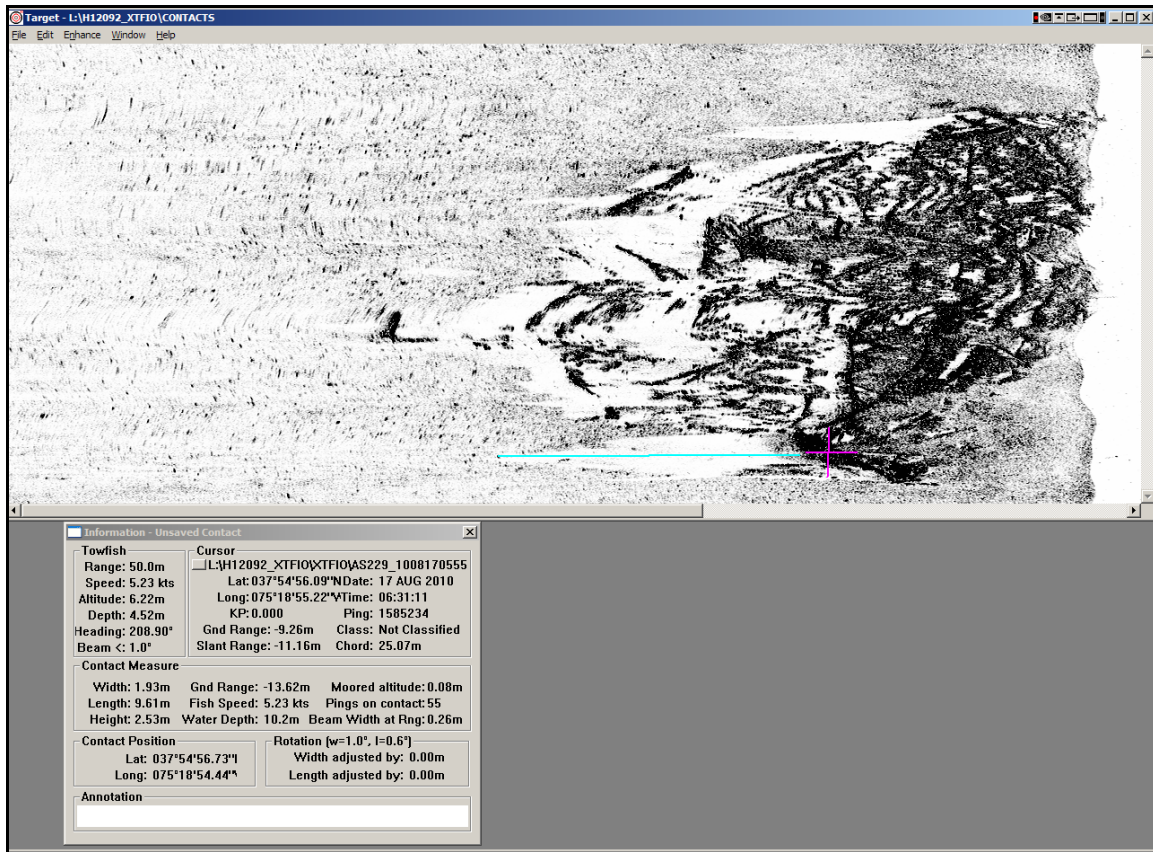 Target - L:\H12092_XTFIO\CONTACTS
File Edit Enhance Window Help
Information - Unsaved Contact
Towfish
Range: 50.0m
Speed: 5.23 kts
Altitude: 6.22m
Depth: 4.52m
Heading: 208.90°
Beam <: 1.0°
Cursor
L:\H12092_XTFIO\XTFIO\AS229_1008170555
Lat: 037°54'56.09"N Date: 17 AUG 2010
Long: 075°18'55.22"W Time: 06:31:11
KP: 0.000 Ping: 1585234
Gnd Range: -9.26m Class: Not Classified
Slant Range: -11.16m Chord: 25.07m
Contact Measure
Width: 1.93m Gnd Range: -13.62m Moored altitude: 0.08m
Length: 9.61m Fish Speed: 5.23 kts Pings on contact: 55
Height: 2.53m Water Depth: 10.2m Beam Width at Rng: 0.26m
Contact Position
Lat: 037°54'56.73"
Long: 075°18'54.44"
Rotation (w=1.0°, l=0.6°)
Width adjusted by: 0.00m
Length adjusted by: 0.00m
Annotation